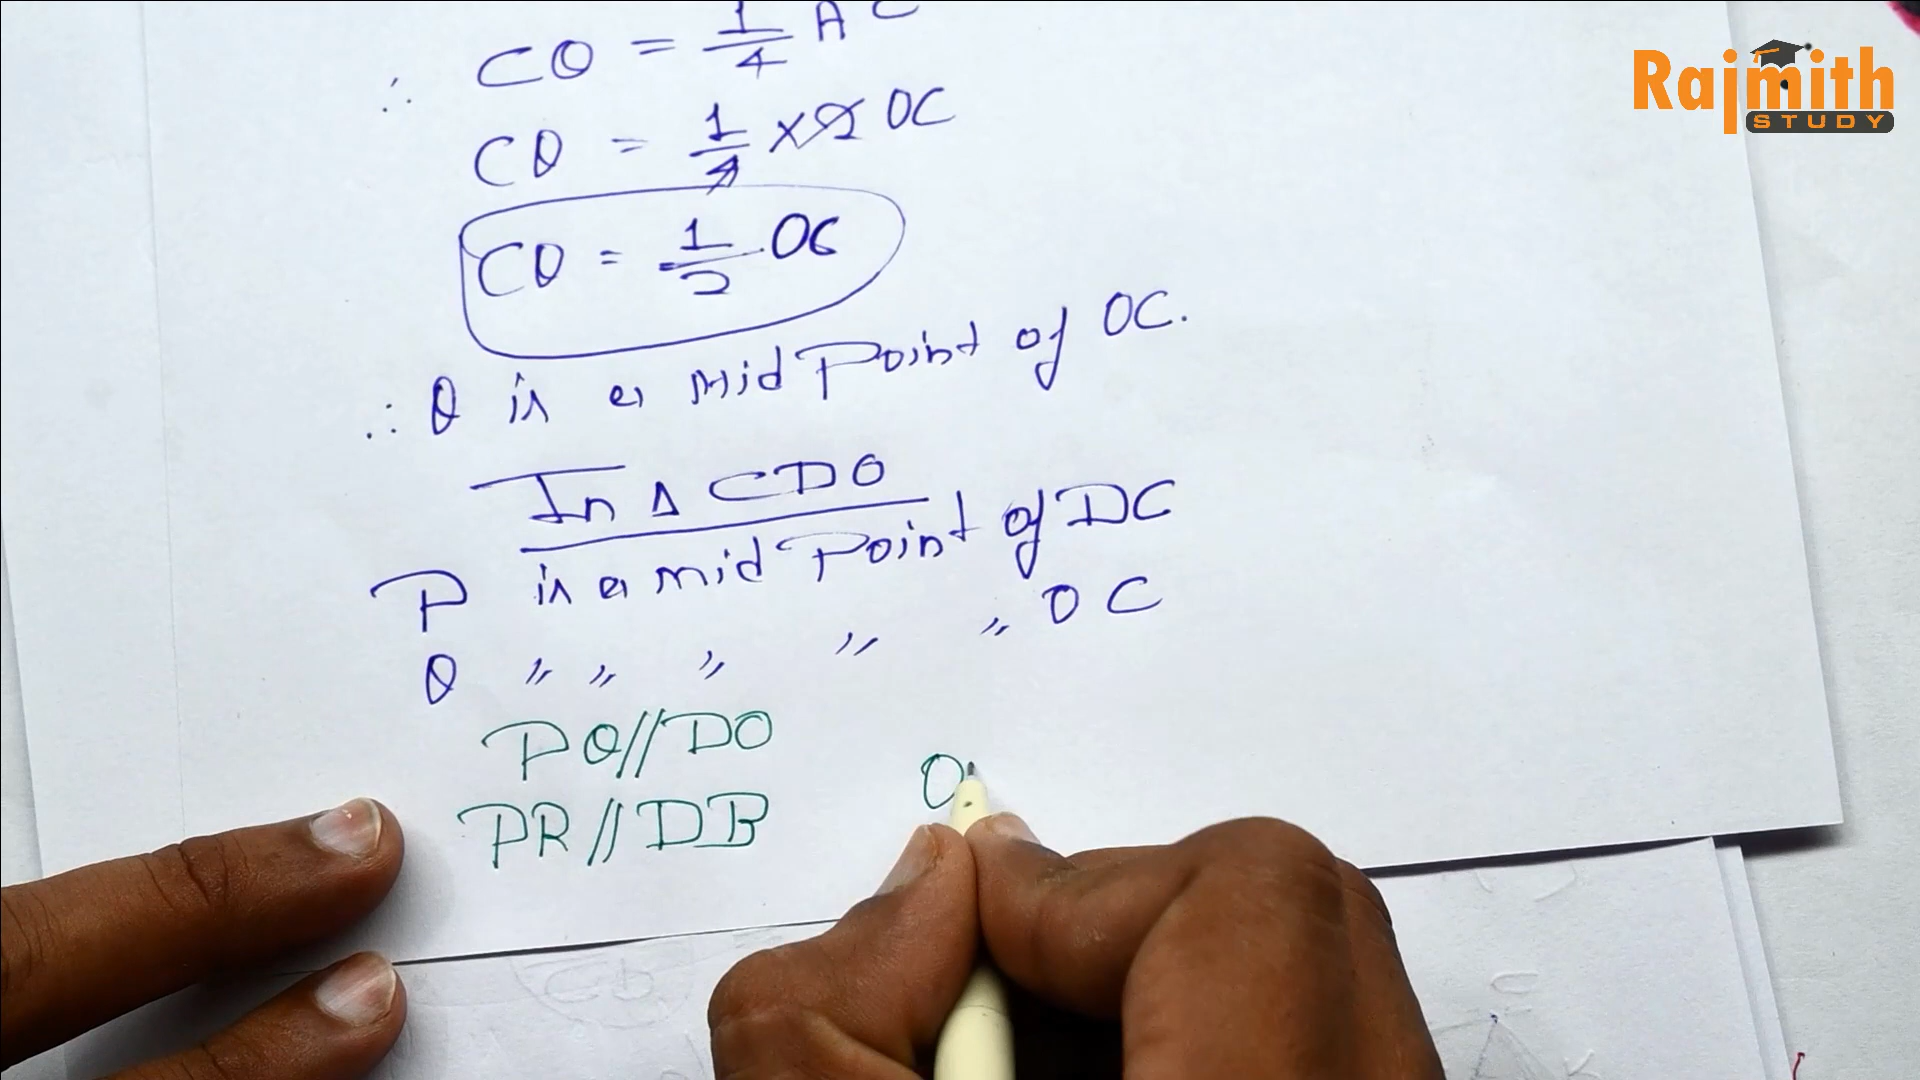 ∴ CQ = 1/4 AC
CQ = 1/4 × 2 OC
CQ = 1/2 OC
∴ Q is a mid Point of OC.
In Δ CDO
P is a mid Point of DC
Q " " " " " OC
PQ // DO
PR // DB
O
Rajmith
STUDY